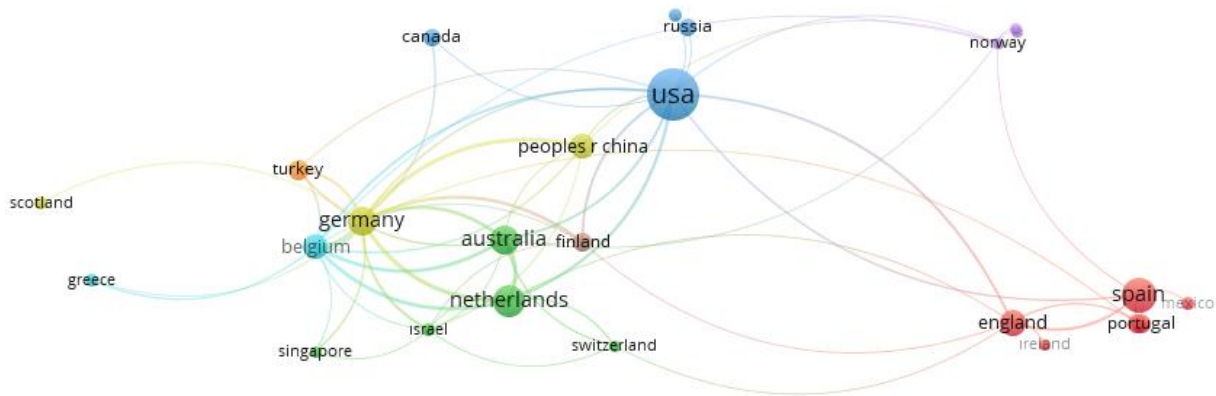 russia
canada
norway
usa
peoples r china
turkey
scotland
germany
australia
finland
belgium
greece
spain
mexico
netherlands
england
portugal
israel
switzerland
ireland
singapore